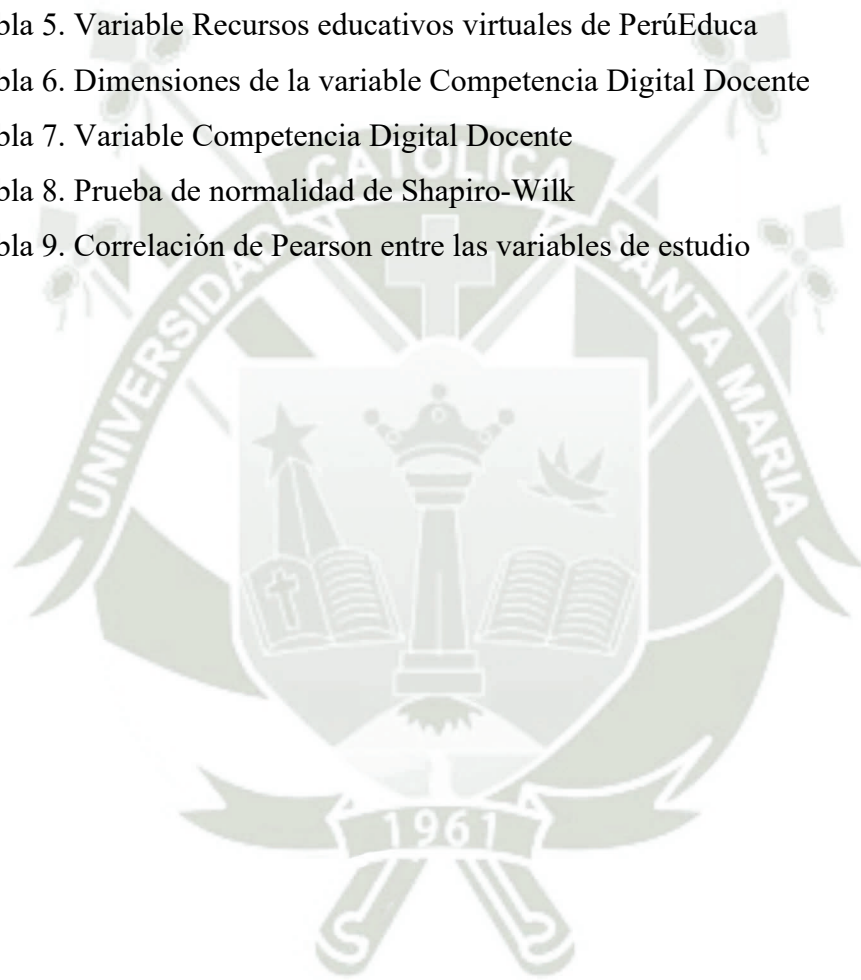 bla 5. Variable Recursos educativos virtuales de PerúEduca
bla 6. Dimensiones de la variable Competencia Digital Docente
bla 7. Variable Competencia Digital Docente
bla 8. Prueba de normalidad de Shapiro-Wilk
bla 9. Correlación de Pearson entre las variables de estudio
UNIVERSIDAD CATOLICA SANTA MARIA
1961